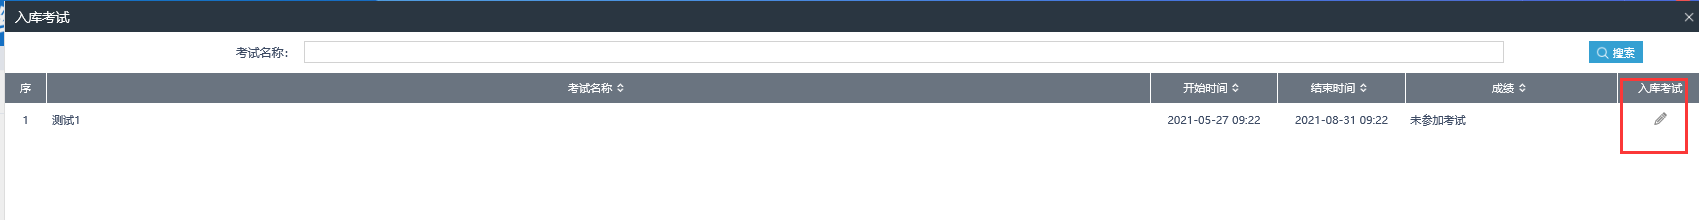 入库考试
考试名称： 搜索
序 考试名称 开始时间 结束时间 成绩 入库考试
1 测试1 2021-05-27 09:22 2021-08-31 09:22 未参加考试